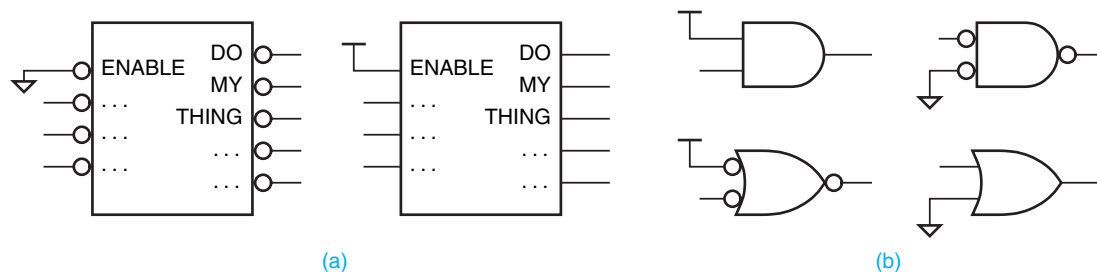 ENABLE
DO
MY
THING
. . .
. . .
. . .
. . .
. . .
ENABLE
DO
MY
THING
. . .
. . .
. . .
. . .
. . .
(a)
(b)